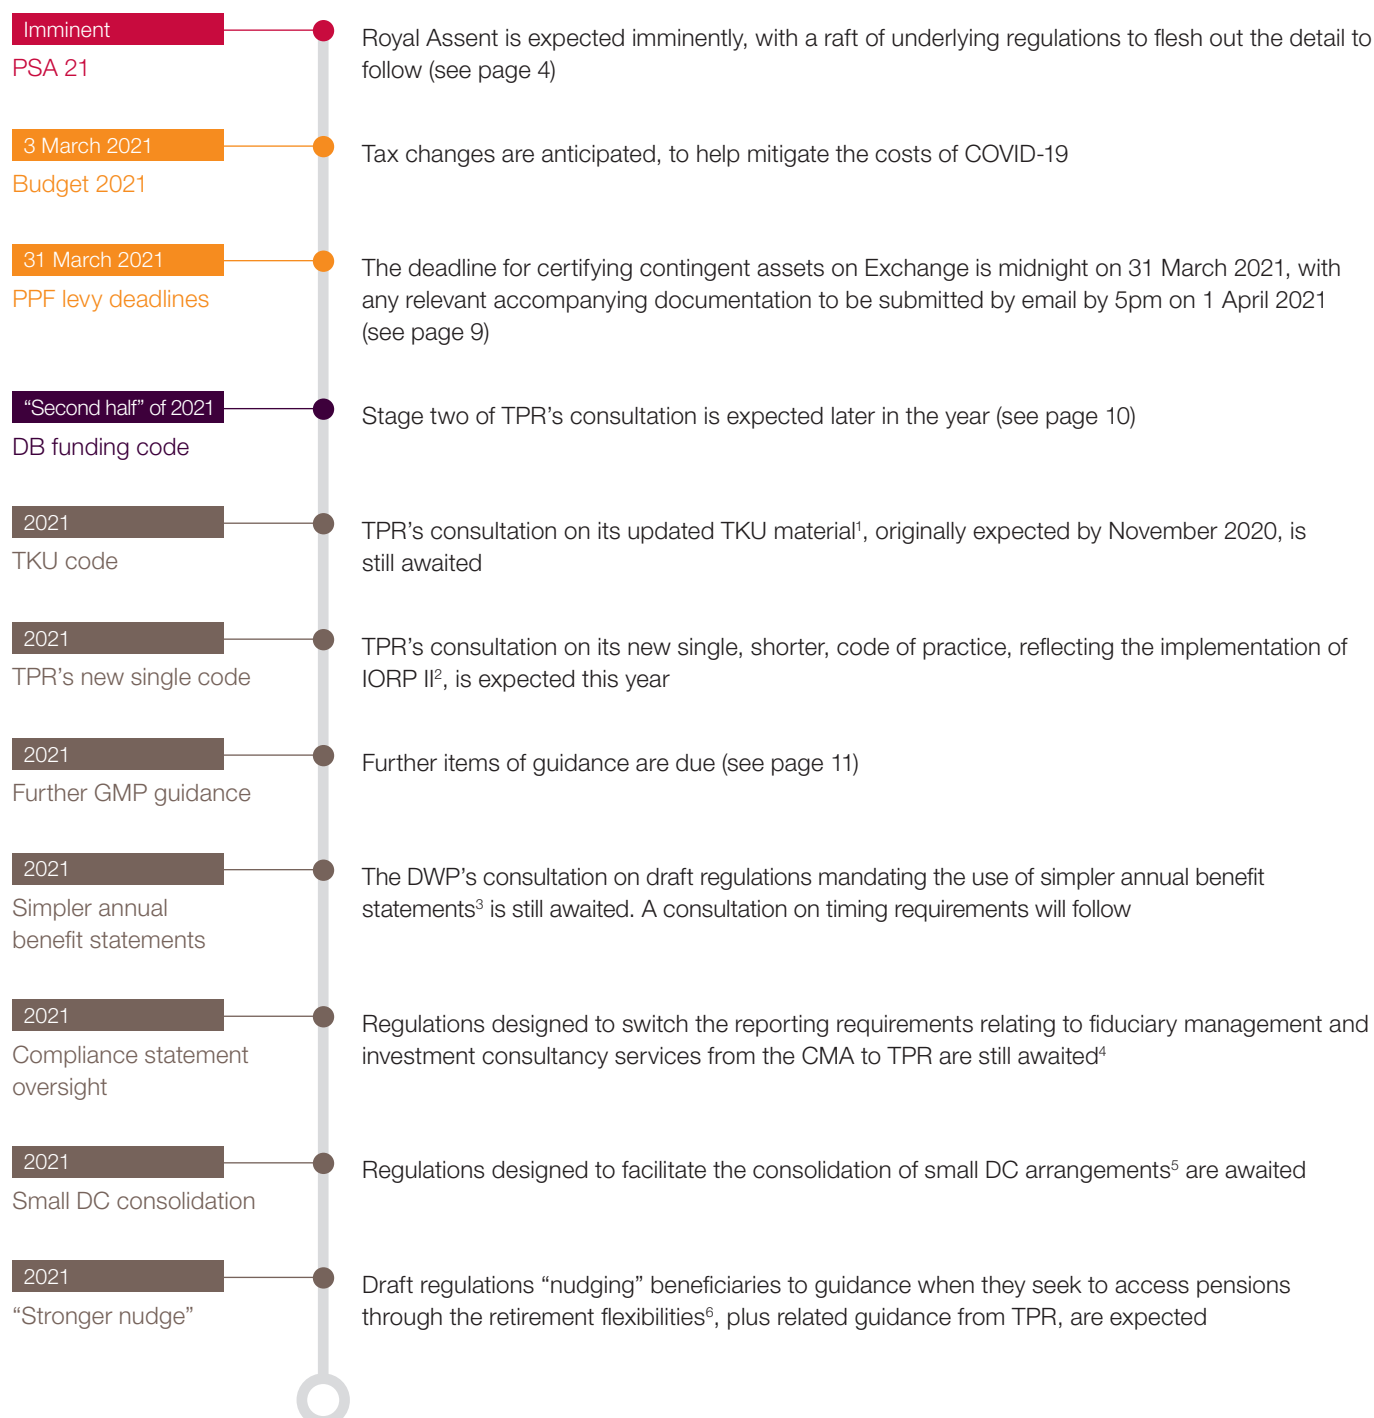 Imminent
PSA 21
Royal Assent is expected imminently, with a raft of underlying regulations to flesh out the detail to
follow (see page 4)
3 March 2021
Budget 2021
Tax changes are anticipated, to help mitigate the costs of COVID-19
31 March 2021
PPF levy deadlines
The deadline for certifying contingent assets on Exchange is midnight on 31 March 2021, with
any relevant accompanying documentation to be submitted by email by 5pm on 1 April 2021
(see page 9)
“Second half” of 2021
DB funding code
Stage two of TPR’s consultation is expected later in the year (see page 10)
2021
TKU code
TPR’s consultation on its updated TKU material¹, originally expected by November 2020, is
still awaited
2021
TPR’s new single code
TPR’s consultation on its new single, shorter, code of practice, reflecting the implementation of
IORP II², is expected this year
2021
Further GMP guidance
Further items of guidance are due (see page 11)
2021
Simpler annual
benefit statements
The DWP’s consultation on draft regulations mandating the use of simpler annual benefit
statements³ is still awaited. A consultation on timing requirements will follow
2021
Compliance statement
oversight
Regulations designed to switch the reporting requirements relating to fiduciary management and
investment consultancy services from the CMA to TPR are still awaited⁴
2021
Small DC consolidation
Regulations designed to facilitate the consolidation of small DC arrangements⁵ are awaited
2021
“Stronger nudge”
Draft regulations “nudging” beneficiaries to guidance when they seek to access pensions
through the retirement flexibilities⁶, plus related guidance from TPR, are expected